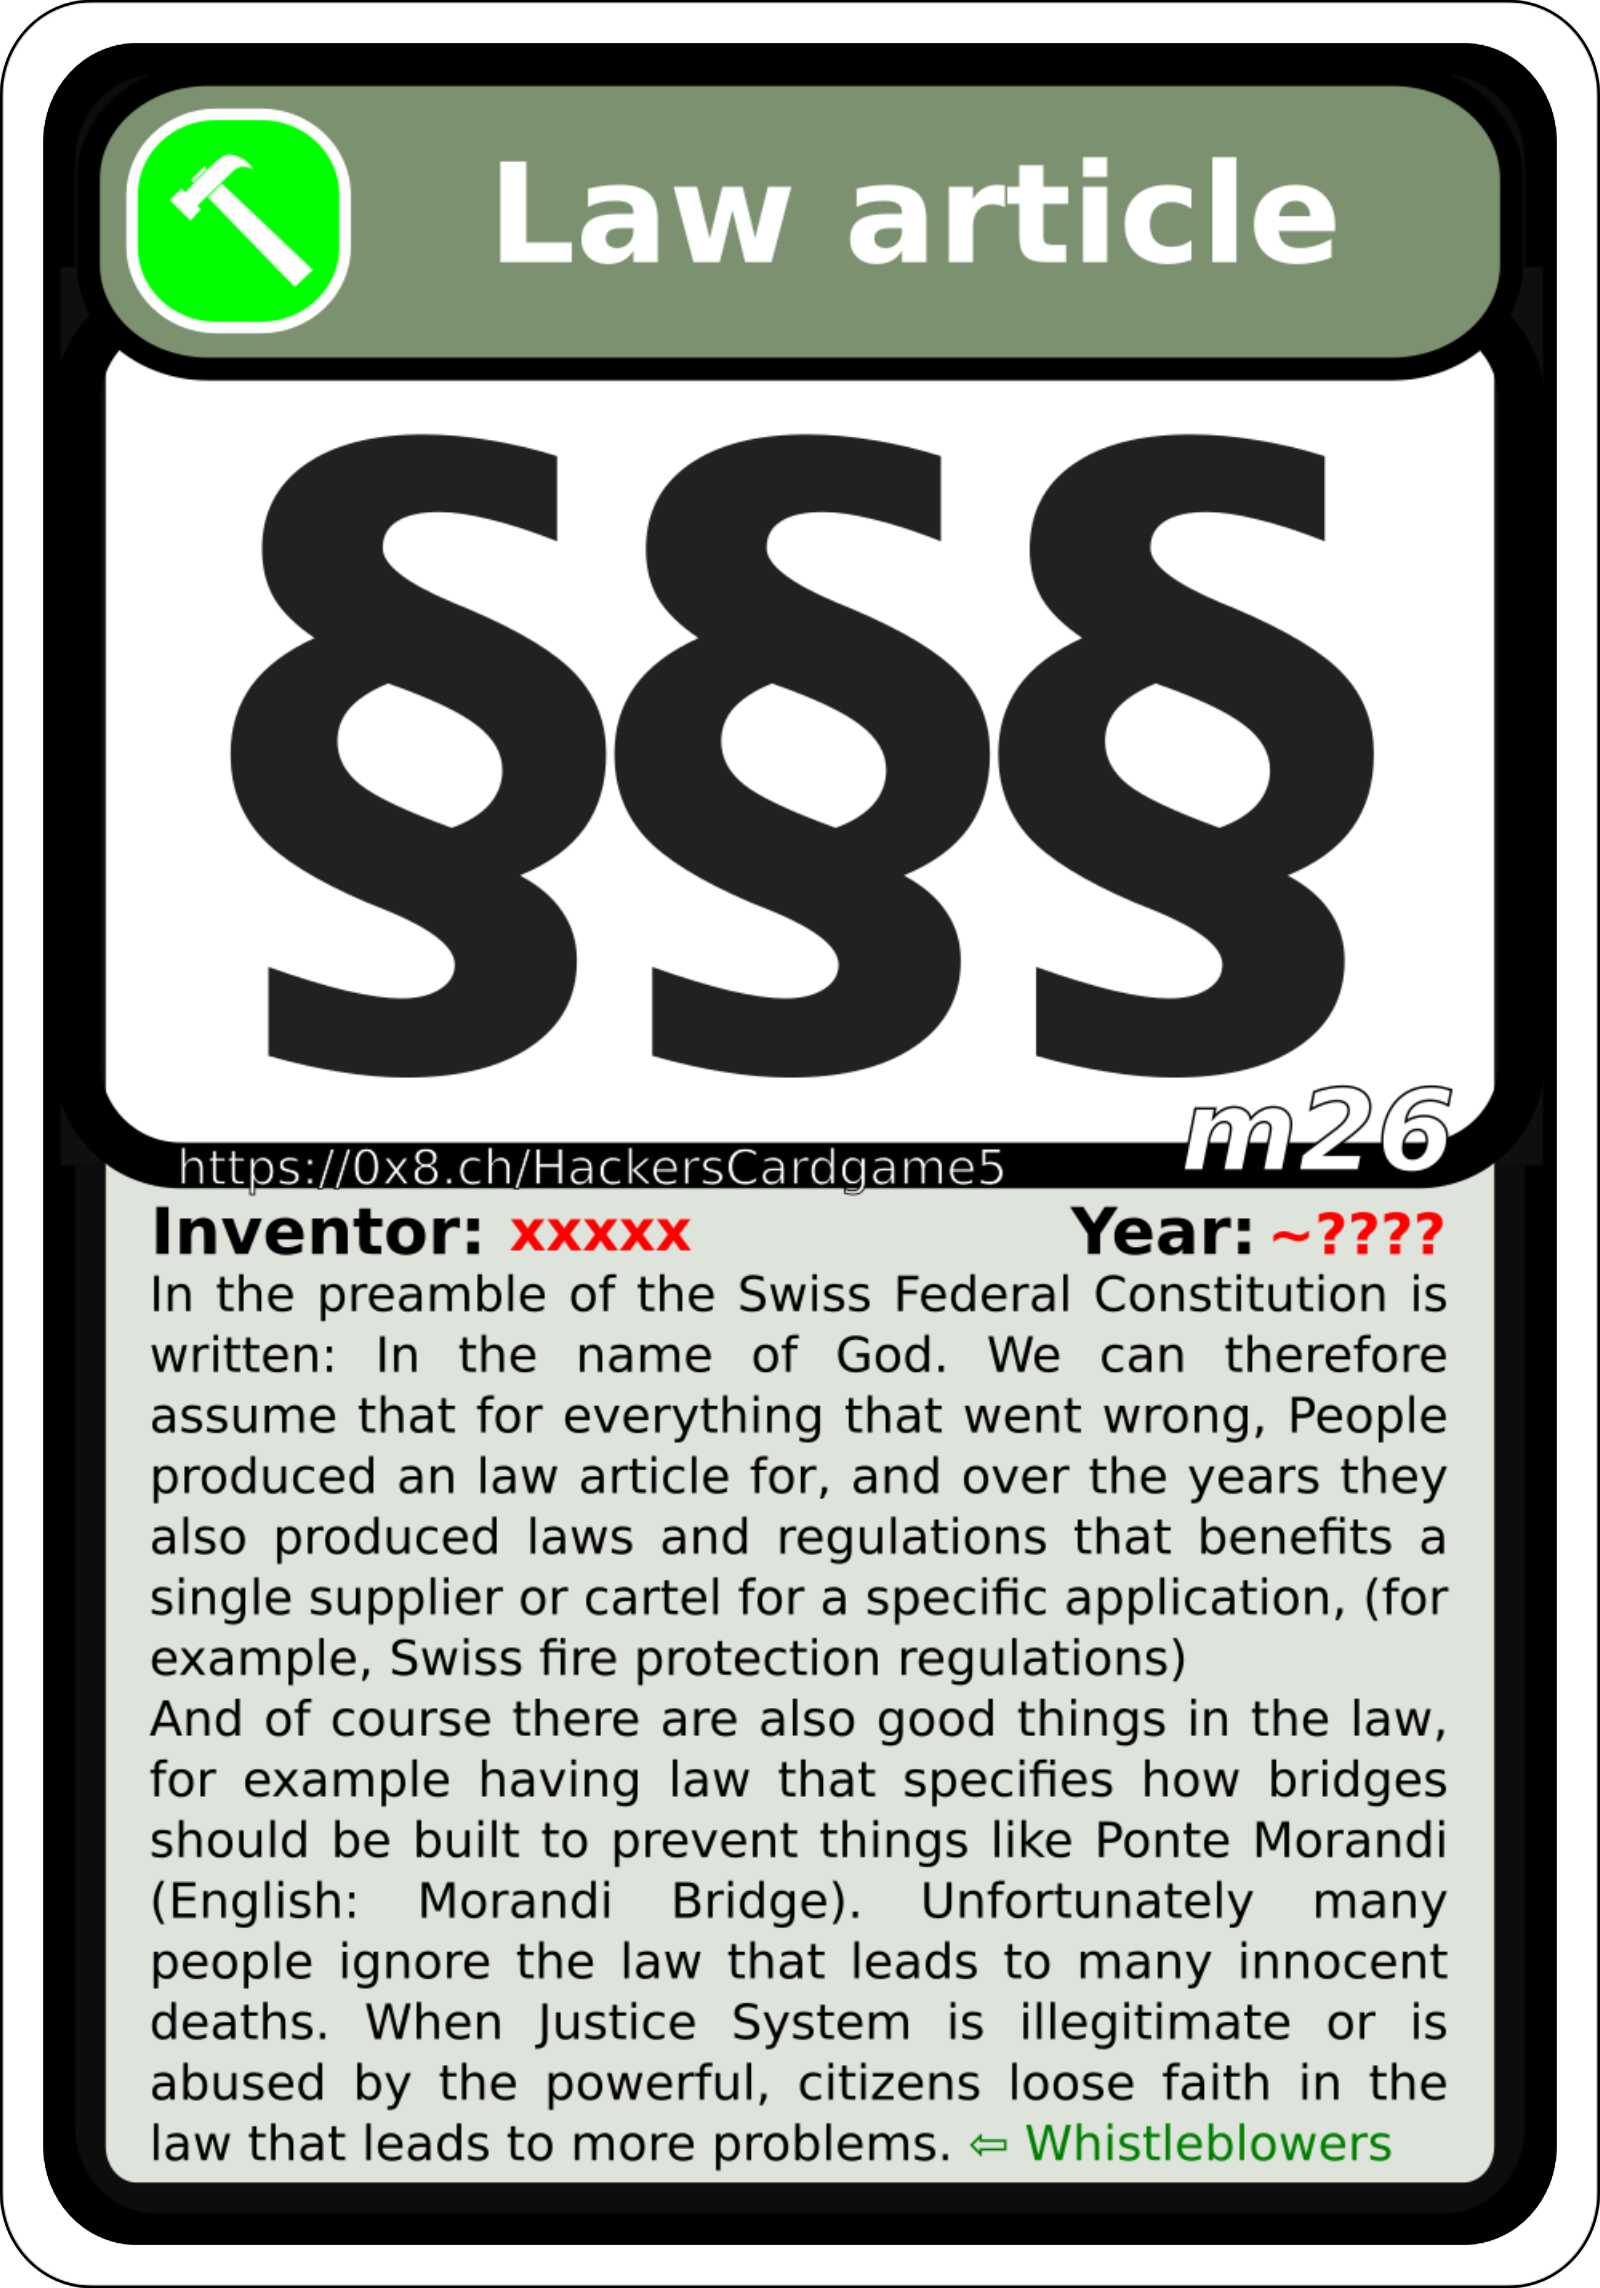 Law article
§§§
m26
https://0x8.ch/HackersCardgame5
Inventor: xxxxx Year: ~????
In the preamble of the Swiss Federal Constitution is
written: In the name of God. We can therefore
assume that for everything that went wrong, People
produced an law article for, and over the years they
also produced laws and regulations that benefits a
single supplier or cartel for a specific application, (for
example, Swiss fire protection regulations)
And of course there are also good things in the law,
for example having law that specifies how bridges
should be built to prevent things like Ponte Morandi
(English: Morandi Bridge). Unfortunately many
people ignore the law that leads to many innocent
deaths. When Justice System is illegitimate or is
abused by the powerful, citizens loose faith in the
law that leads to more problems. ⇦ Whistleblowers